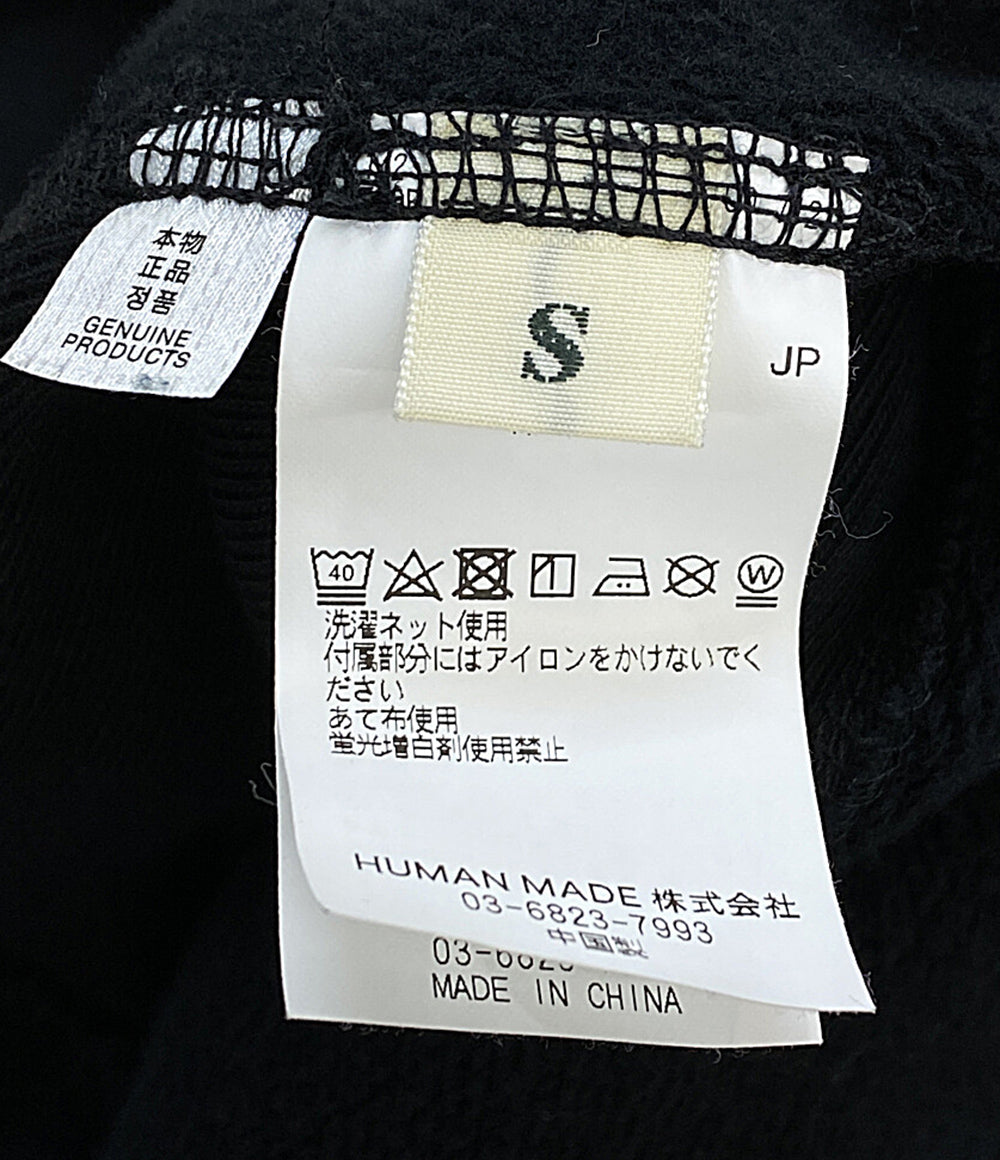 本物
正品
정품
GENUINE
PRODUCTS
S
JP
40
W
洗濯ネット使用
付属部分にはアイロンをかけないでく
ださい
あて布使用
蛍光増白剤使用禁止
HUMAN MADE 株式会社
03-6823-7993
中国製
MADE IN CHINA